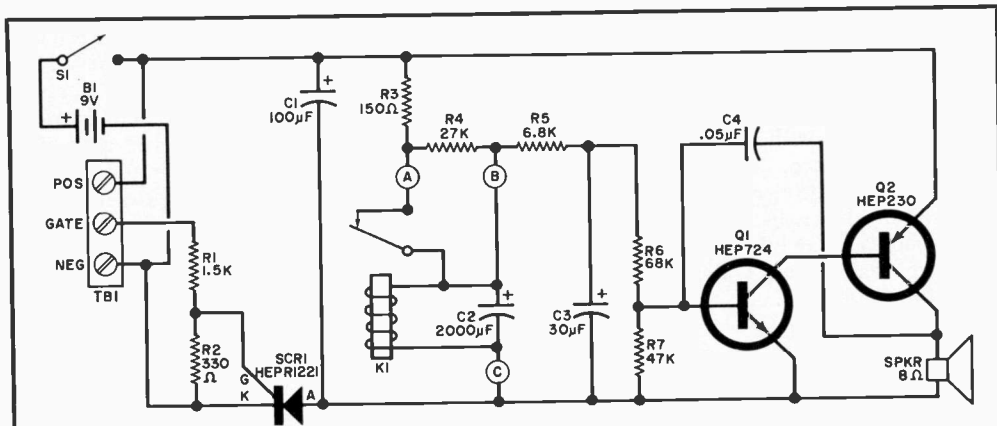 S1
B1
9V
+
POS
GATE
NEG
TB1
R1
1.5K
R2
330
Ω
G
K
SCR1
HEPR1221
A
C1
100µF
+
R3
150Ω
R4
27K
R5
6.8K
A
B
K1
C2
2000µF
+
C
C3
30µF
+
R6
68K
R7
47K
C4
.05µF
Q1
HEP724
Q2
HEP230
SPKR
8Ω